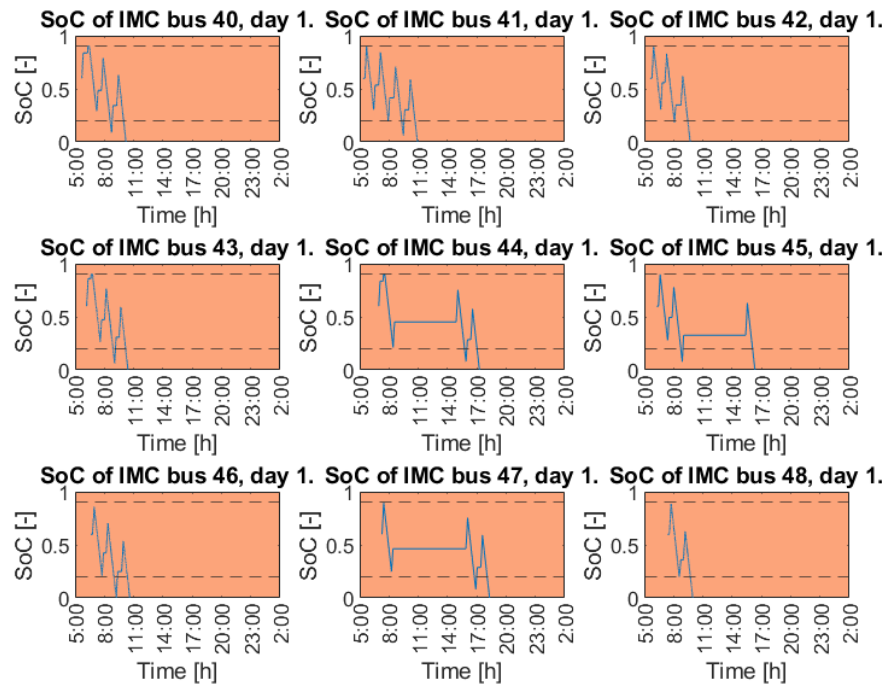 SoC of IMC bus 40, day 1. SoC of IMC bus 41, day 1. SoC of IMC bus 42, day 1.
SoC [-] 1 0.5 0 SoC [-] 1 0.5 0 SoC [-] 1 0.5 0
5:00 8:00 11:00 14:00 17:00 20:00 23:00 2:00 5:00 8:00 11:00 14:00 17:00 20:00 23:00 2:00 5:00 8:00 11:00 14:00 17:00 20:00 23:00 2:00
Time [h] Time [h] Time [h]
SoC of IMC bus 43, day 1. SoC of IMC bus 44, day 1. SoC of IMC bus 45, day 1.
SoC [-] 1 0.5 0 SoC [-] 1 0.5 0 SoC [-] 1 0.5 0
5:00 8:00 11:00 14:00 17:00 20:00 23:00 2:00 5:00 8:00 11:00 14:00 17:00 20:00 23:00 2:00 5:00 8:00 11:00 14:00 17:00 20:00 23:00 2:00
Time [h] Time [h] Time [h]
SoC of IMC bus 46, day 1. SoC of IMC bus 47, day 1. SoC of IMC bus 48, day 1.
SoC [-] 1 0.5 0 SoC [-] 1 0.5 0 SoC [-] 1 0.5 0
5:00 8:00 11:00 14:00 17:00 20:00 23:00 2:00 5:00 8:00 11:00 14:00 17:00 20:00 23:00 2:00 5:00 8:00 11:00 14:00 17:00 20:00 23:00 2:00
Time [h] Time [h] Time [h]